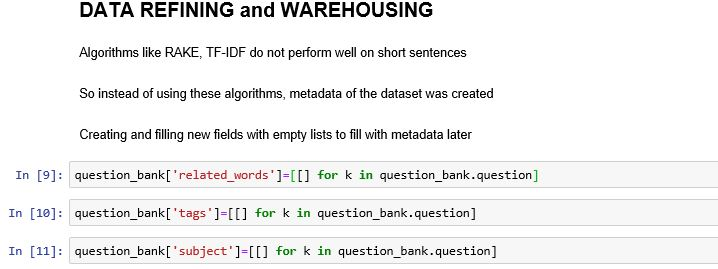 DATA REFINING and WAREHOUSING
Algorithms like RAKE, TF-IDF do not perform well on short sentences
So instead of using these algorithms, metadata of the dataset was created
Creating and filling new fields with empty lists to fill with metadata later
In [9]: question_bank['related_words']=[[] for k in question_bank.question]
In [10]: question_bank['tags']=[[] for k in question_bank.question]
In [11]: question_bank['subject']=[[] for k in question_bank.question]